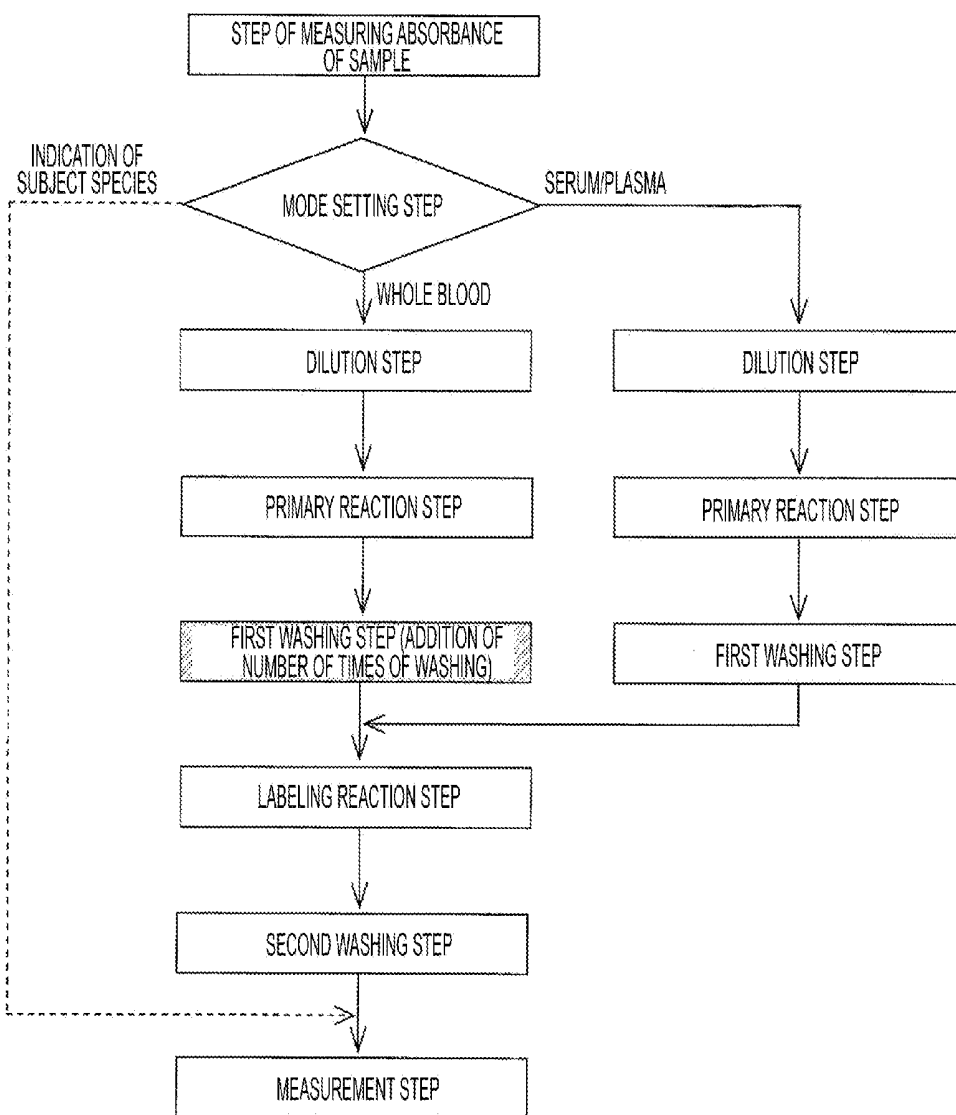 STEP OF MEASURING ABSORBANCE
OF SAMPLE
INDICATION OF
SUBJECT SPECIES
MODE SETTING STEP
SERUM/PLASMA
WHOLE BLOOD
DILUTION STEP
DILUTION STEP
PRIMARY REACTION STEP
PRIMARY REACTION STEP
FIRST WASHING STEP (ADDITION OF
NUMBER OF TIMES OF WASHING)
FIRST WASHING STEP
LABELING REACTION STEP
SECOND WASHING STEP
MEASUREMENT STEP